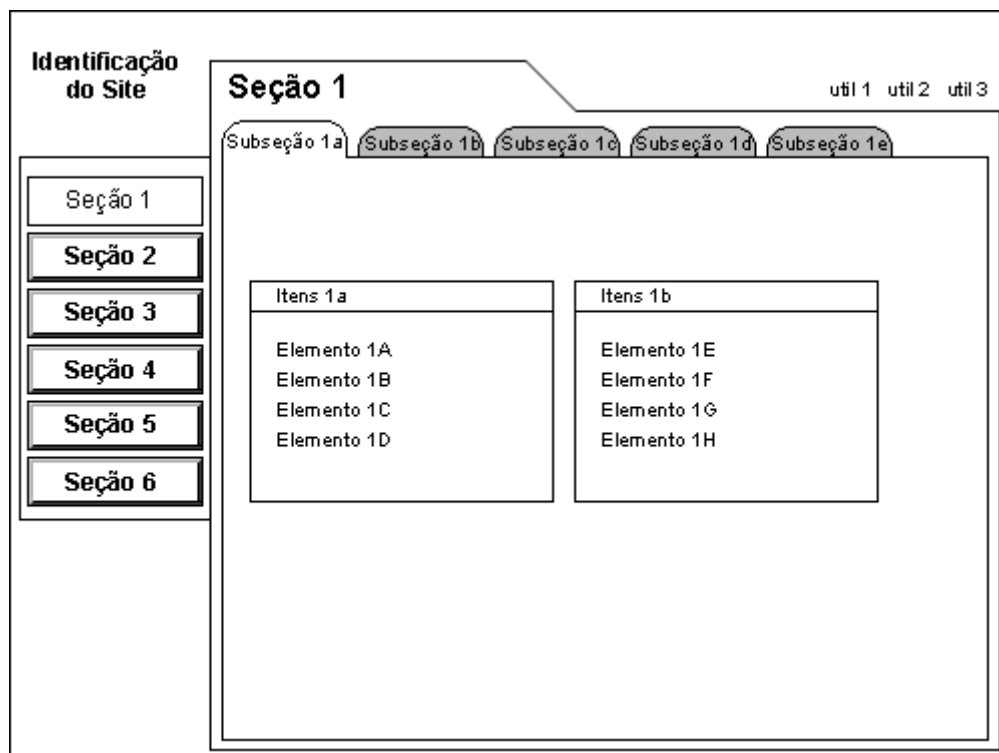 Identificação
do Site
Seção 1
util 1 util 2 util 3
Subseção 1a Subseção 1b Subseção 1c Subseção 1d Subseção 1e
Seção 1
Seção 2
Seção 3
Seção 4
Seção 5
Seção 6
Itens 1a
Elemento 1A
Elemento 1B
Elemento 1C
Elemento 1D
Itens 1b
Elemento 1E
Elemento 1F
Elemento 1G
Elemento 1H